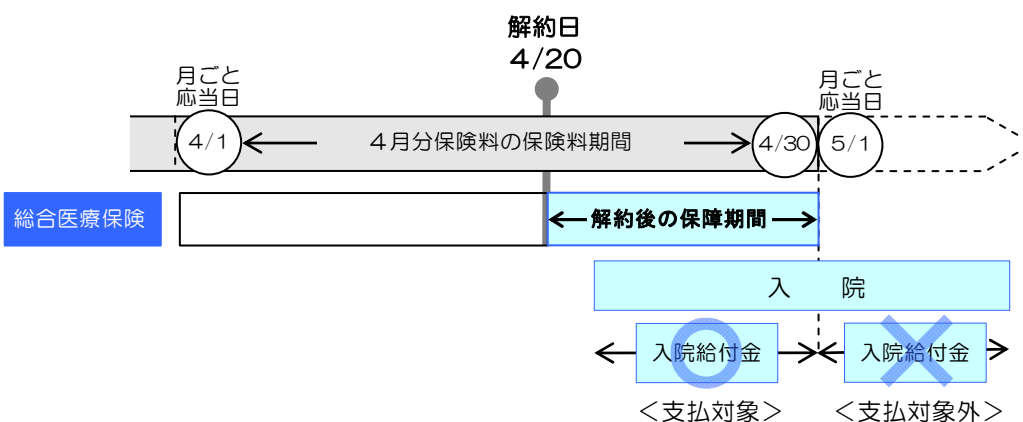 解約日
4/20
月ごと
応当日
月ごと
応当日
4/1
4月分保険料の保険料期間
4/30
5/1
総合医療保険
解約後の保障期間
入　院
入院給付金
入院給付金
＜支払対象＞
＜支払対象外＞